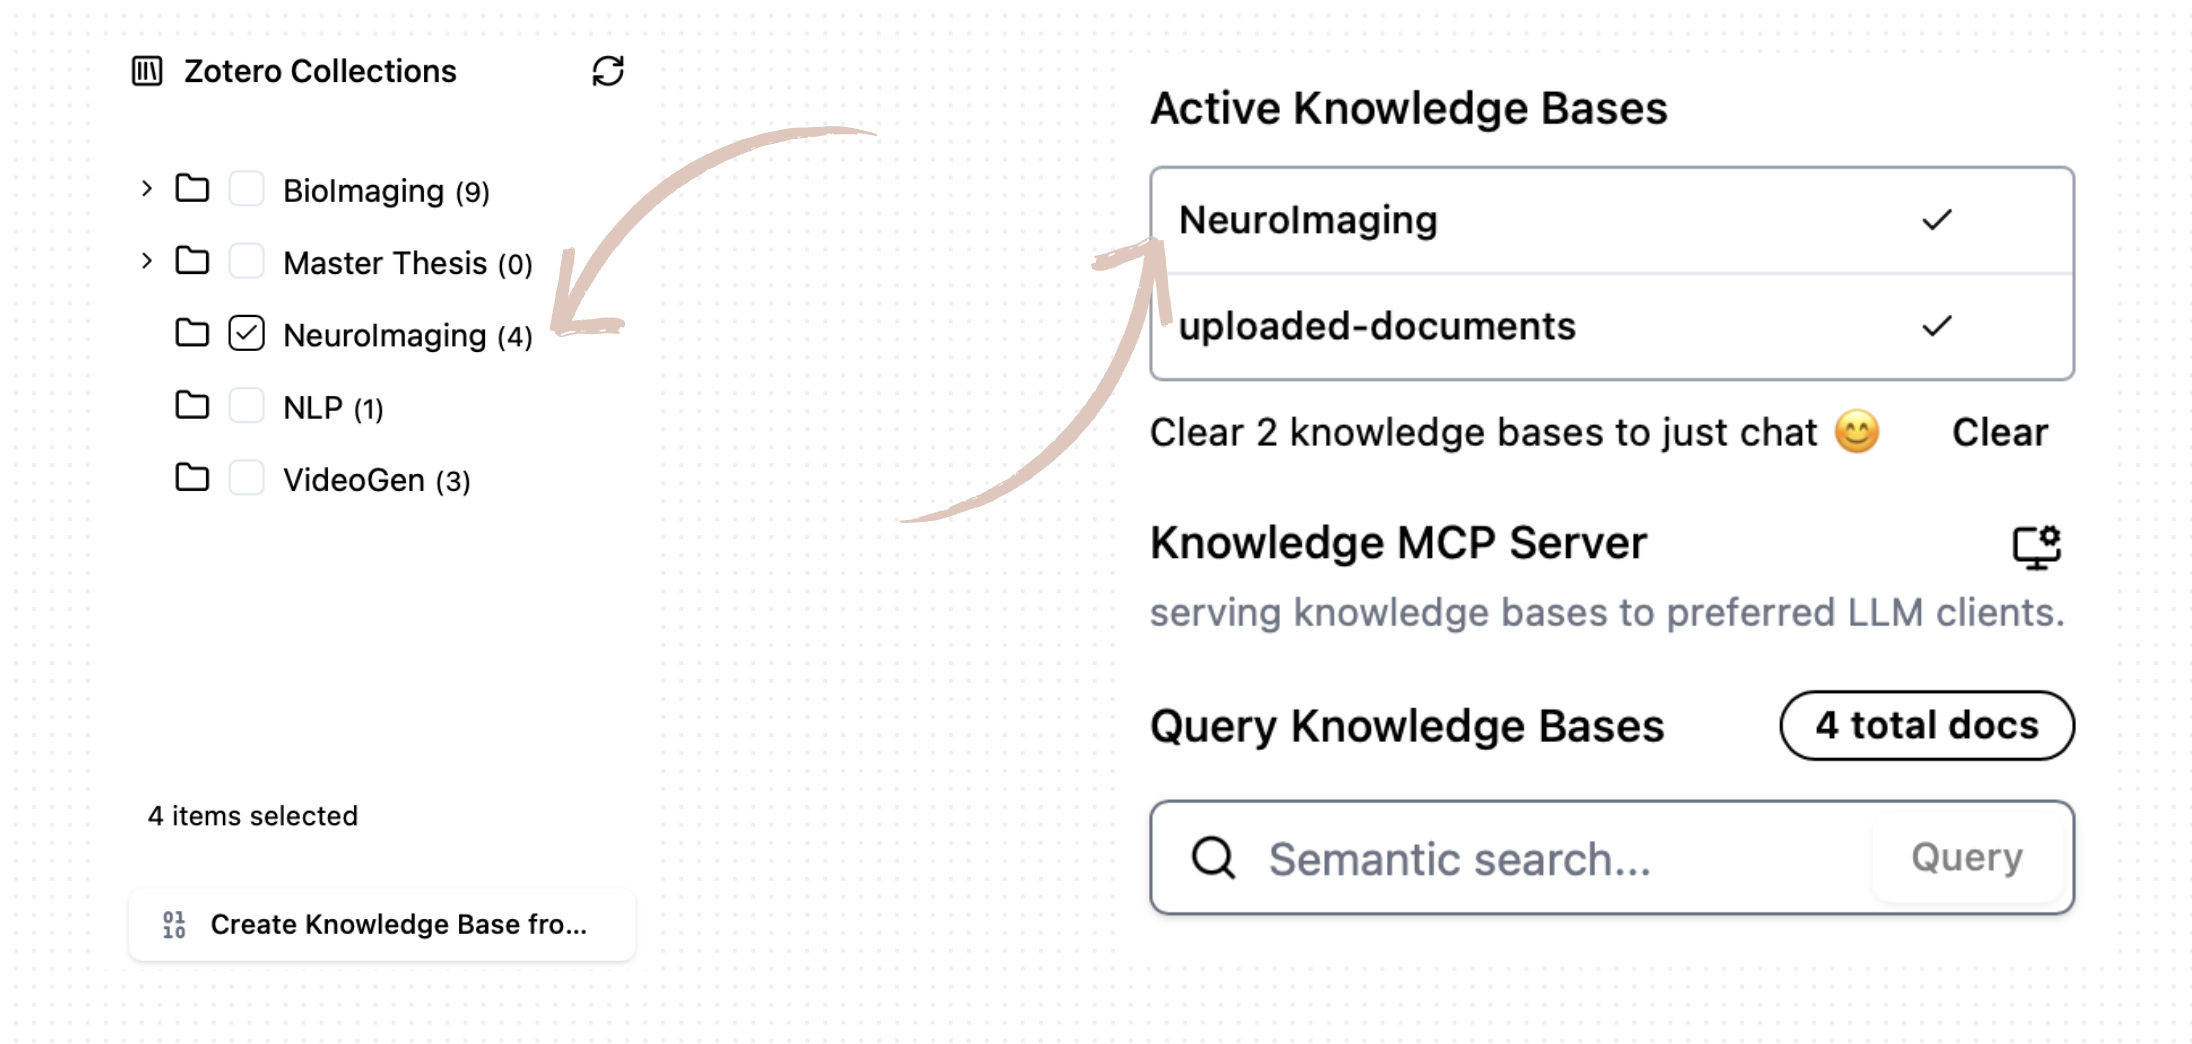 Zotero Collections
BioImaging (9)
Master Thesis (0)
NeuroImaging (4)
NLP (1)
VideoGen (3)
4 items selected
01
10
Create Knowledge Base fro...
Active Knowledge Bases
NeuroImaging
uploaded-documents
Clear 2 knowledge bases to just chat 😊 Clear
Knowledge MCP Server
serving knowledge bases to preferred LLM clients.
Query Knowledge Bases 4 total docs
Semantic search... Query